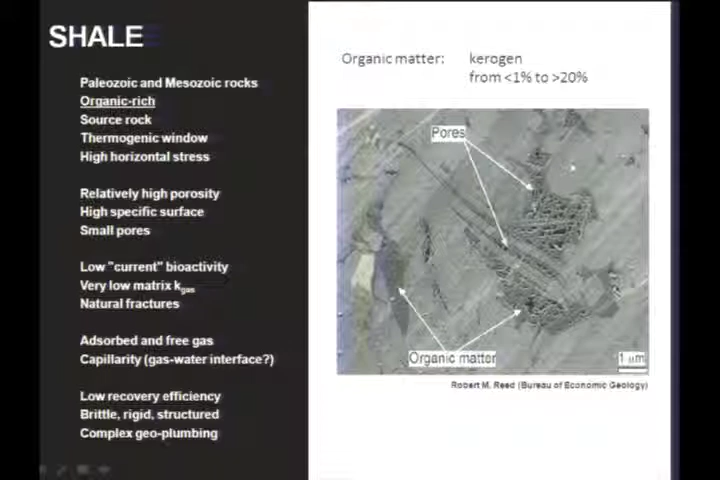 SHALE
Paleozoic and Mesozoic rocks
Organic-rich
Source rock
Thermogenic window
High horizontal stress
Relatively high porosity
High specific surface
Small pores
Low "current" bioactivity
Very low matrix kgas
Natural fractures
Adsorbed and free gas
Capillarity (gas-water interface?)
Low recovery efficiency
Brittle, rigid, structured
Complex geo-plumbing
Organic matter: kerogen
from <1% to >20%
Pores
Organic matter
1 µm
Robert M. Reed (Bureau of Economic Geology)